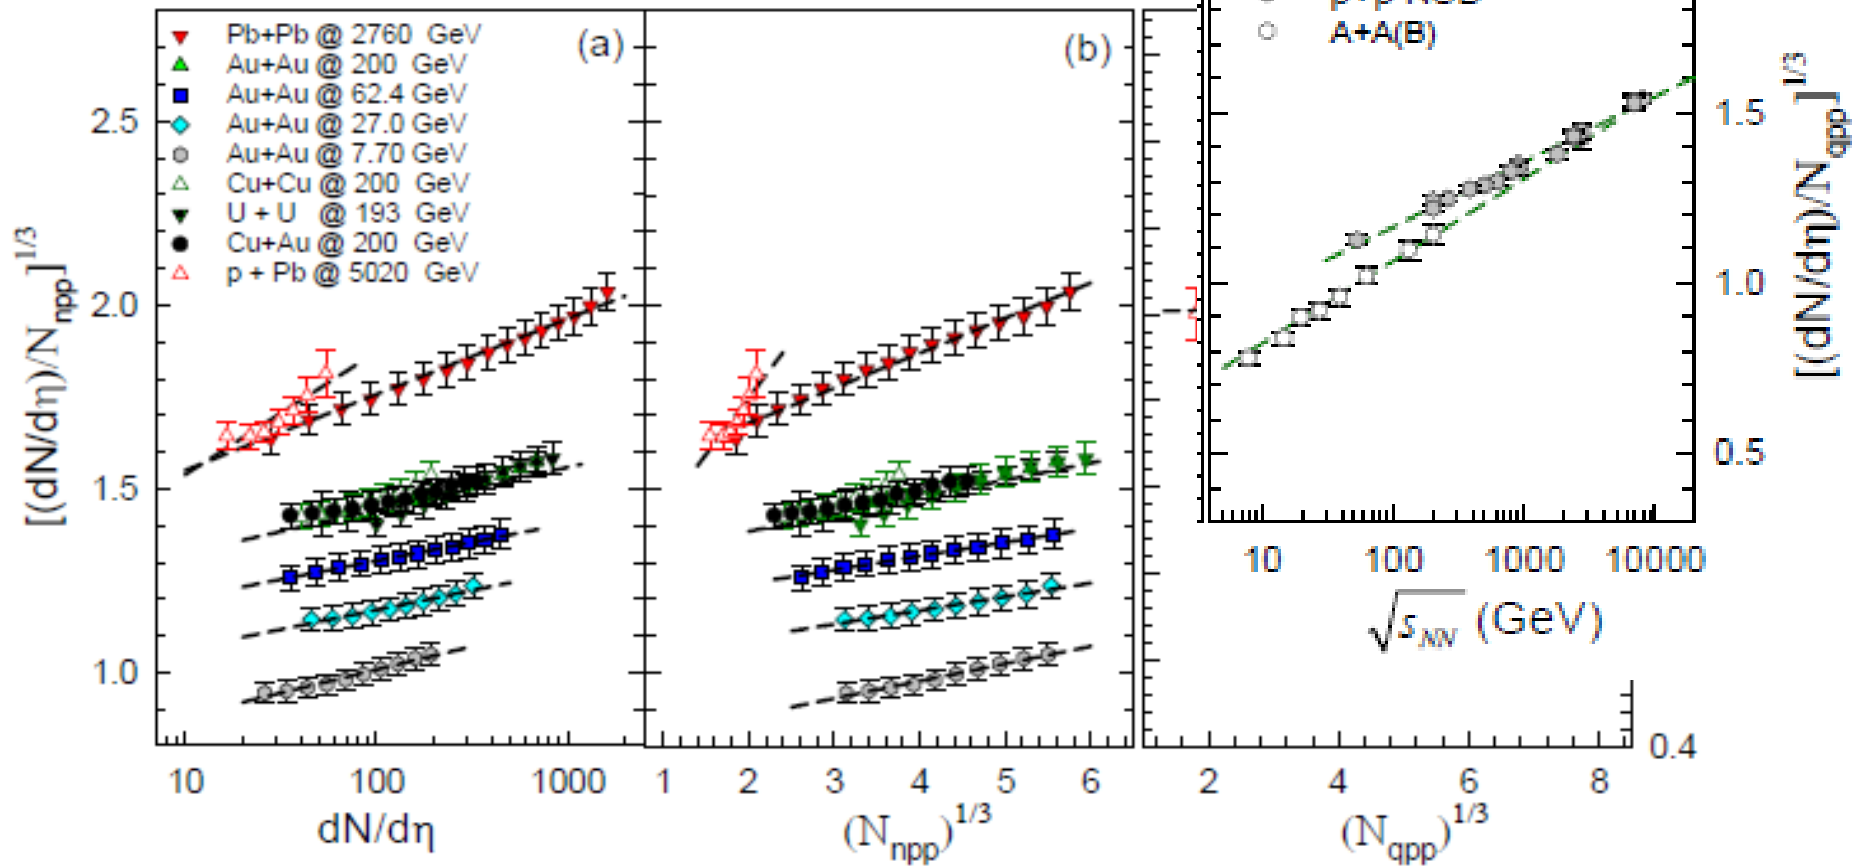 Pb+Pb @ 2760 GeV
Au+Au @ 200 GeV
Au+Au @ 62.4 GeV
Au+Au @ 27.0 GeV
Au+Au @ 7.70 GeV
Cu+Cu @ 200 GeV
U + U @ 193 GeV
Cu+Au @ 200 GeV
p + Pb @ 5020 GeV
(a)
(b)
A+A(B)
[(dN/dη)/N_npp]^1/3
2.5
2.0
1.5
1.0
10 100 1000
dN/dη
1 2 3 4 5 6
(N_npp)^1/3
2 4 6 8
(N_qpp)^1/3
0.4
1.5
1.0
0.5
[(dN/dη)/N_qpp]^1/3
10 100 1000 10000
√s_NN (GeV)